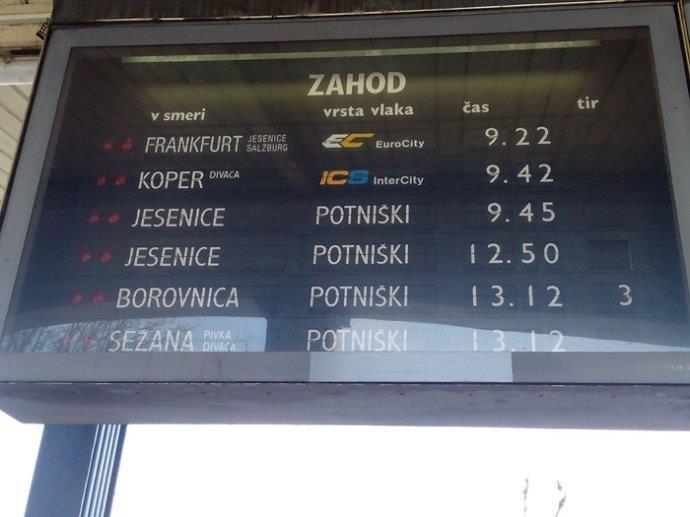 ZAHOD
v smeri vrsta vlaka čas tir
FRANKFURT JESENICE SALZBURG EC EuroCity 9.22
KOPER DIVACA ICS InterCity 9.42
JESENICE POTNIŠKI 9.45
JESENICE POTNIŠKI 12.50
BOROVNICA POTNIŠKI 13.12 3
SEŽANA PIVKA DIVACA POTNIŠKI 13.12